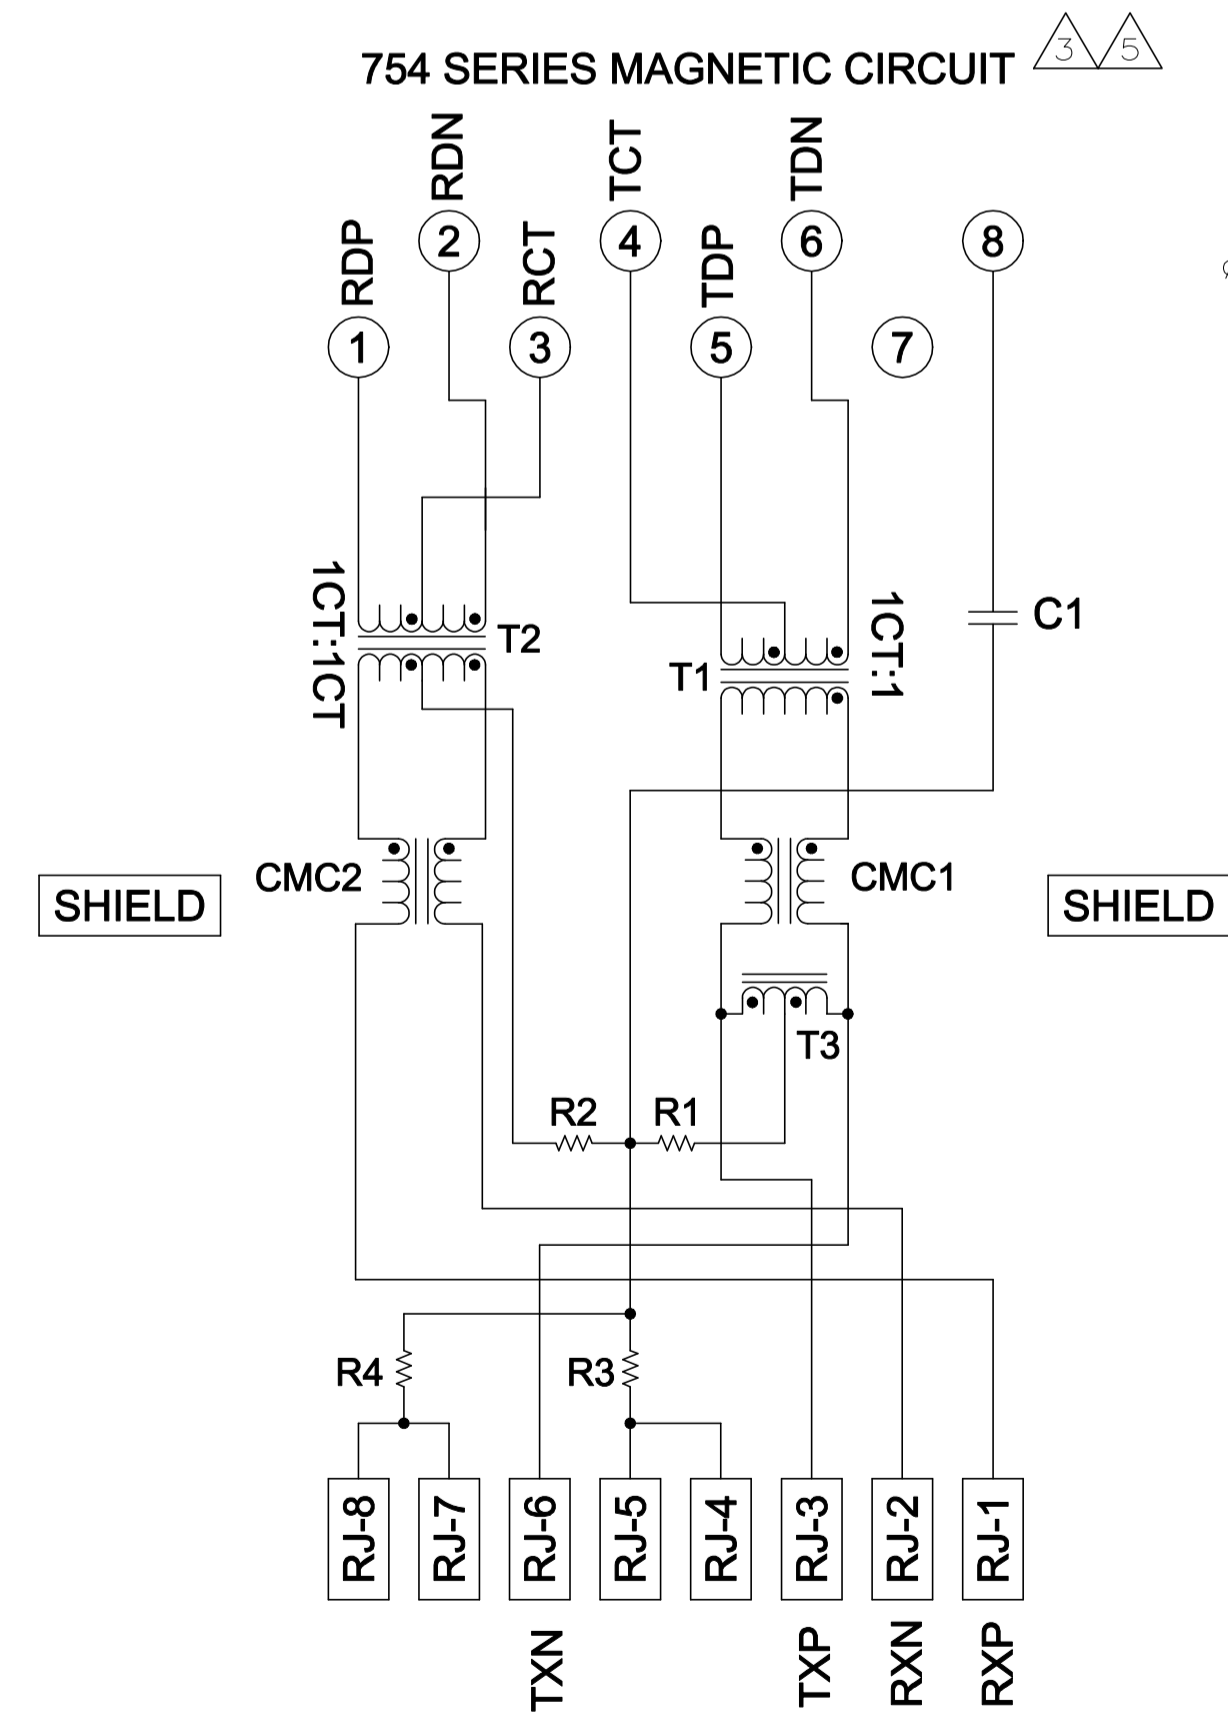 754 SERIES MAGNETIC CIRCUIT
3
5
RDP
RDN
RCT
TCT
TDP
TDN
1
2
3
4
5
6
7
8
1CT:1CT
T2
T1
1CT:1
C1
SHIELD
CMC2
CMC1
SHIELD
T3
R2
R1
R4
R3
RJ-8
RJ-7
RJ-6
RJ-5
RJ-4
RJ-3
RJ-2
RJ-1
TXN
TXP
RXN
RXP